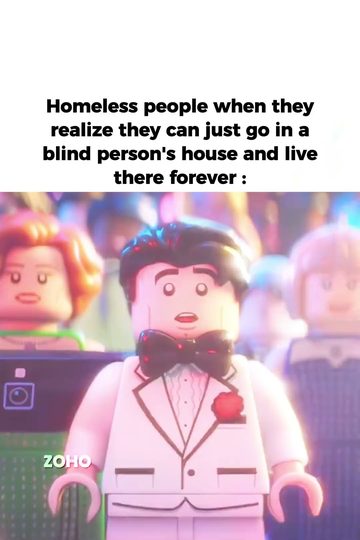 Homeless people when they
realize they can just go in a
blind person's house and live
there forever :
ZOHO